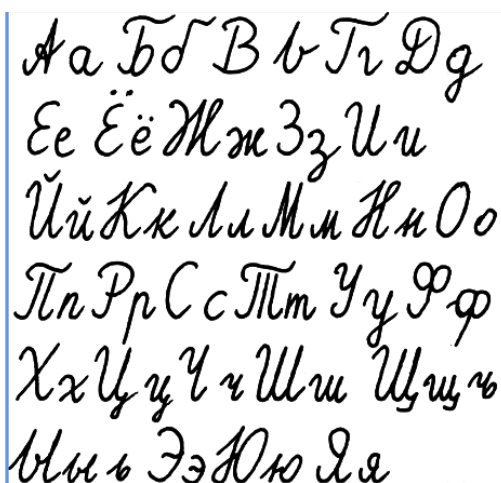 Аа Бб Вв Гг Дд
Ее Ёё Жж Зз Ии
Йй Кк Лл Мм Нн Оо
Пп Рр Сс Тт Уу Фф
Хх Цц Чч Шш Щщ ъ
Ыы ь Ээ Юю Яя